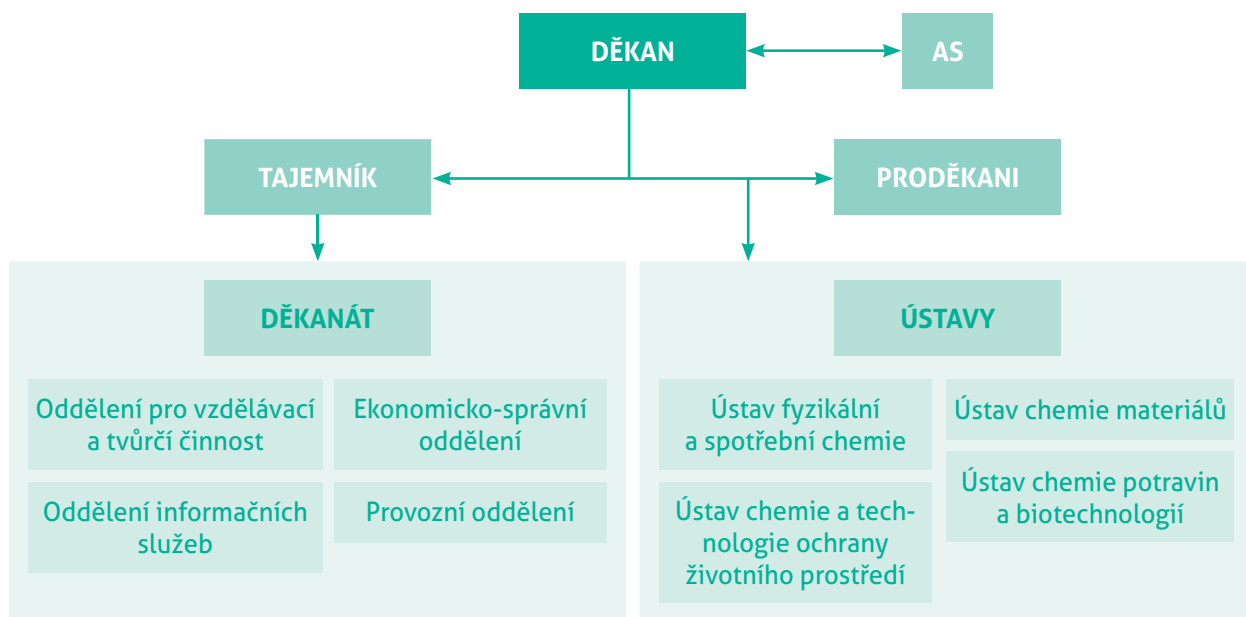 DĚKAN
AS
TAJEMNÍK
PRODĚKANI
DĚKANÁT
Oddělení pro vzdělávací
a tvůrčí činnost
Ekonomicko-správní
oddělení
Oddělení informačních
služeb
Provozní oddělení
ÚSTAVY
Ústav fyzikální
a spotřební chemie
Ústav chemie materiálů
Ústav chemie a tech-
nologie ochrany
životního prostředí
Ústav chemie potravin
a biotechnologií